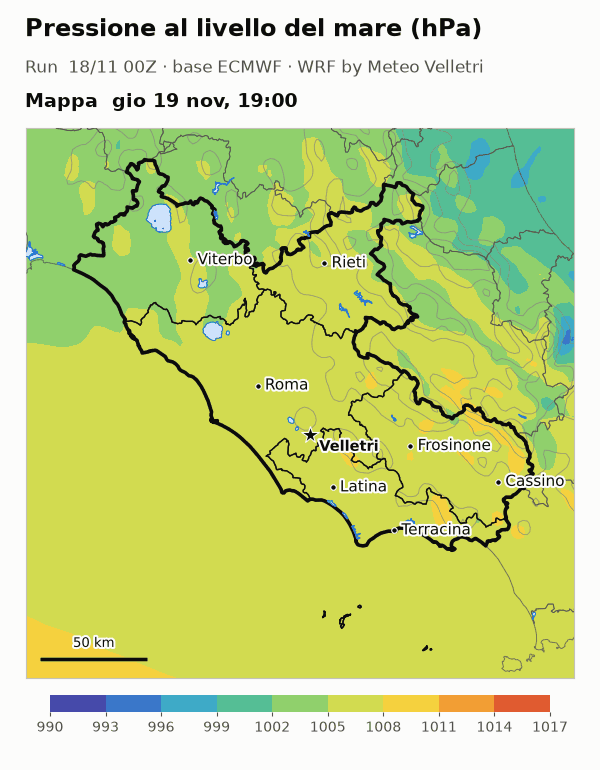 Pressione al livello del mare (hPa)
Run 18/11 00Z · base ECMWF · WRF by Meteo Velletri
Mappa gio 19 nov, 19:00
Viterbo
Rieti
Roma
Velletri
Frosinone
Cassino
Latina
Terracina
50 km
990 993 996 999 1002 1005 1008 1011 1014 1017